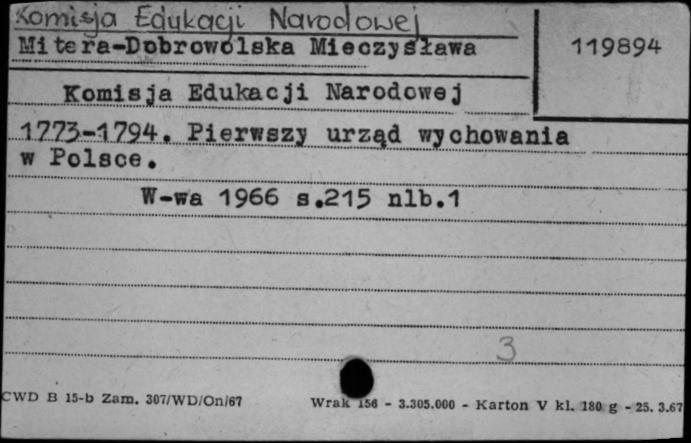 Komisja Edukacji Narodowej
Mitera-Dobrowolska Mieczysława
119894
Komisja Edukacji Narodowej
1773-1794. Pierwszy urząd wychowania
w Polsce.
W-wa 1966 s.215 nlb.1
3
CWD B 15-b Zam. 307/WD/On/67
Wrak 156 - 3.305.000 - Karton V kl. 180 g - 25. 3.67